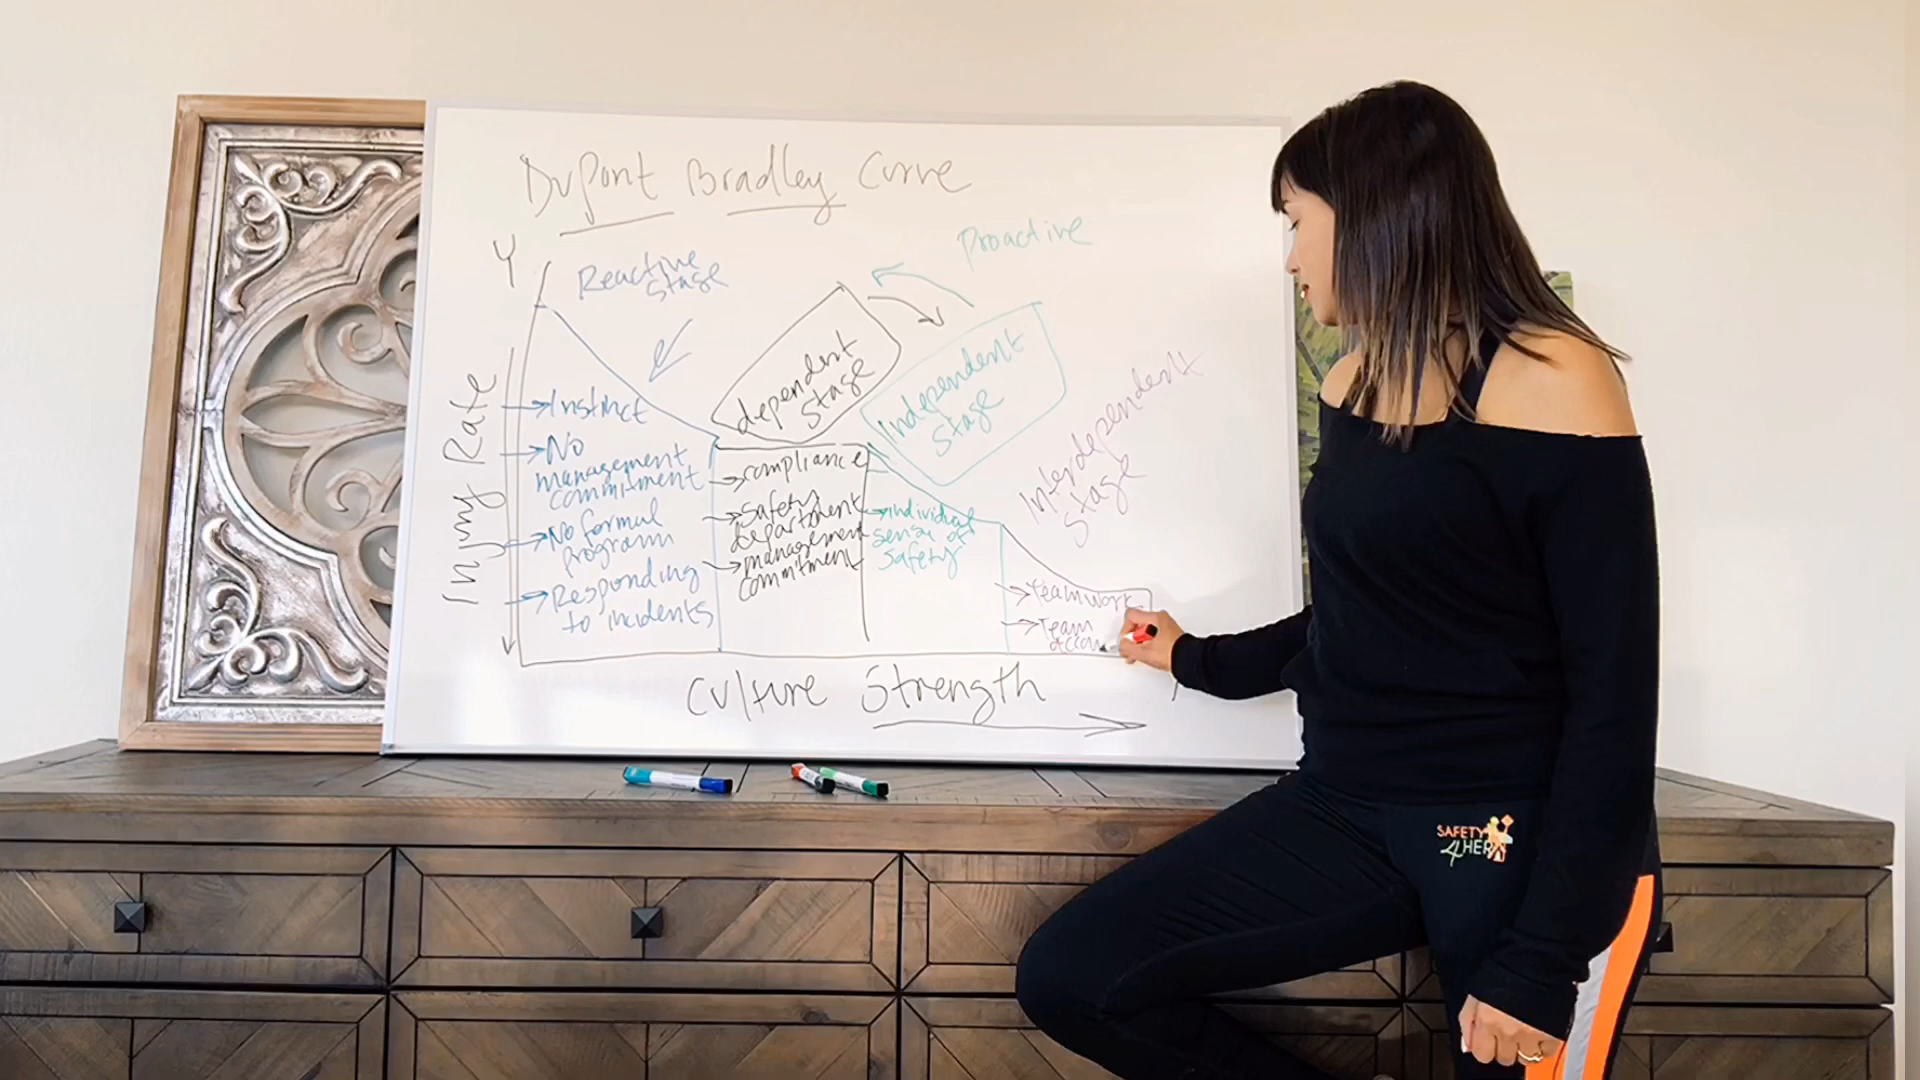 DuPont Bradley Curve
Y
Injury Rate
Reactive
Stage
Proactive
dependent
Stage
Independent
Stage
Interdependent
Stage
Instinct
No
management
commitment
No formal
program
Responding
to incidents
compliance
safety
department
management
commitment
individual
sense of
safety
Teamwork
Team
Culture Strength
SAFETY
4HER